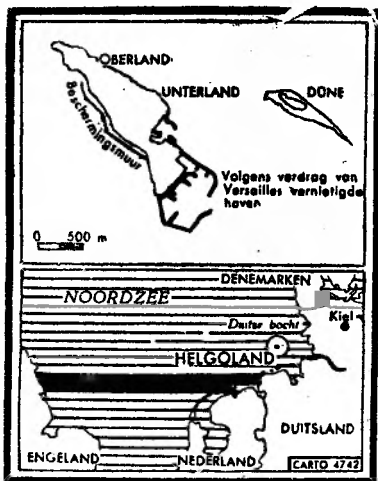 OBERLAND
UNTERLAND
DÜNE
Beschermingsmuur
Volgens verdrag van
Versailles vernietigde
haven
0 500 m
DENEMARKEN
NOORDZEE
Kiel
Duitse bocht
HELGOLAND
DUITSLAND
ENGELAND
NEDERLAND
CARTO 4742